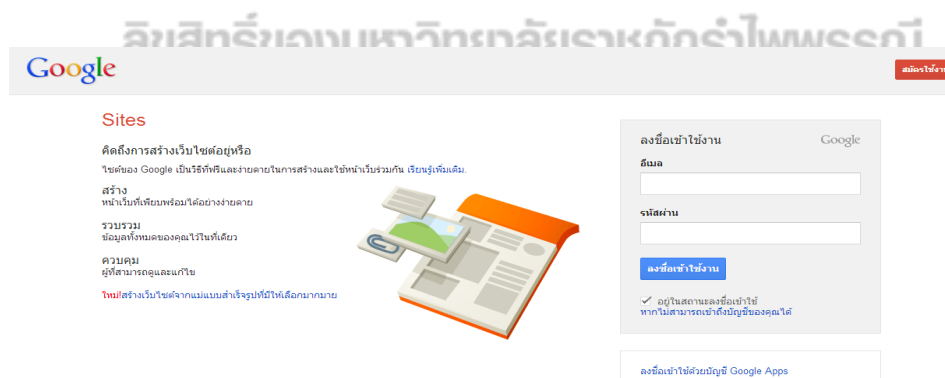 ลิขสิทธิ์ของมหาวิทยาลัยราชภัฏรำไพพรรณี
Google
สมัครใช้งาน
Sites
คิดถึงการสร้างเว็บไซต์อยู่หรือ
ไซต์ของ Google เป็นวิธีที่ฟรีและง่ายดายในการสร้างและใช้หน้าเว็บร่วมกัน เรียนรู้เพิ่มเติม.
สร้าง
หน้าเว็บที่เพียบพร้อมได้อย่างง่ายดาย
รวบรวม
ข้อมูลทั้งหมดของคุณไว้ในที่เดียว
ควบคุม
ผู้ที่สามารถดูและแก้ไข
ใหม่!สร้างเว็บไซต์จากแม่แบบสำเร็จรูปที่มีให้เลือกมากมาย
ลงชื่อเข้าใช้งาน Google
อีเมล
รหัสผ่าน
ลงชื่อเข้าใช้งาน
อยู่ในสถานะลงชื่อเข้าใช้
หากไม่สามารถเข้าถึงบัญชีของคุณได้
ลงชื่อเข้าใช้ด้วยบัญชี Google Apps